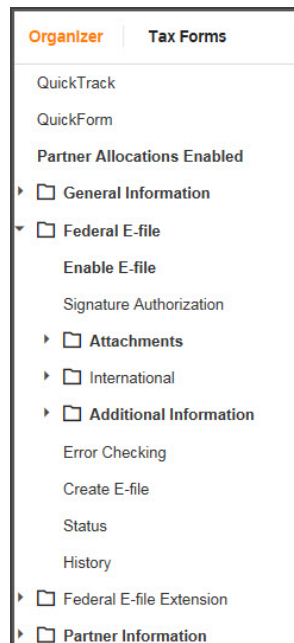 Organizer Tax Forms
QuickTrack
QuickForm
Partner Allocations Enabled
General Information
Federal E-file
Enable E-file
Signature Authorization
Attachments
International
Additional Information
Error Checking
Create E-file
Status
History
Federal E-file Extension
Partner Information